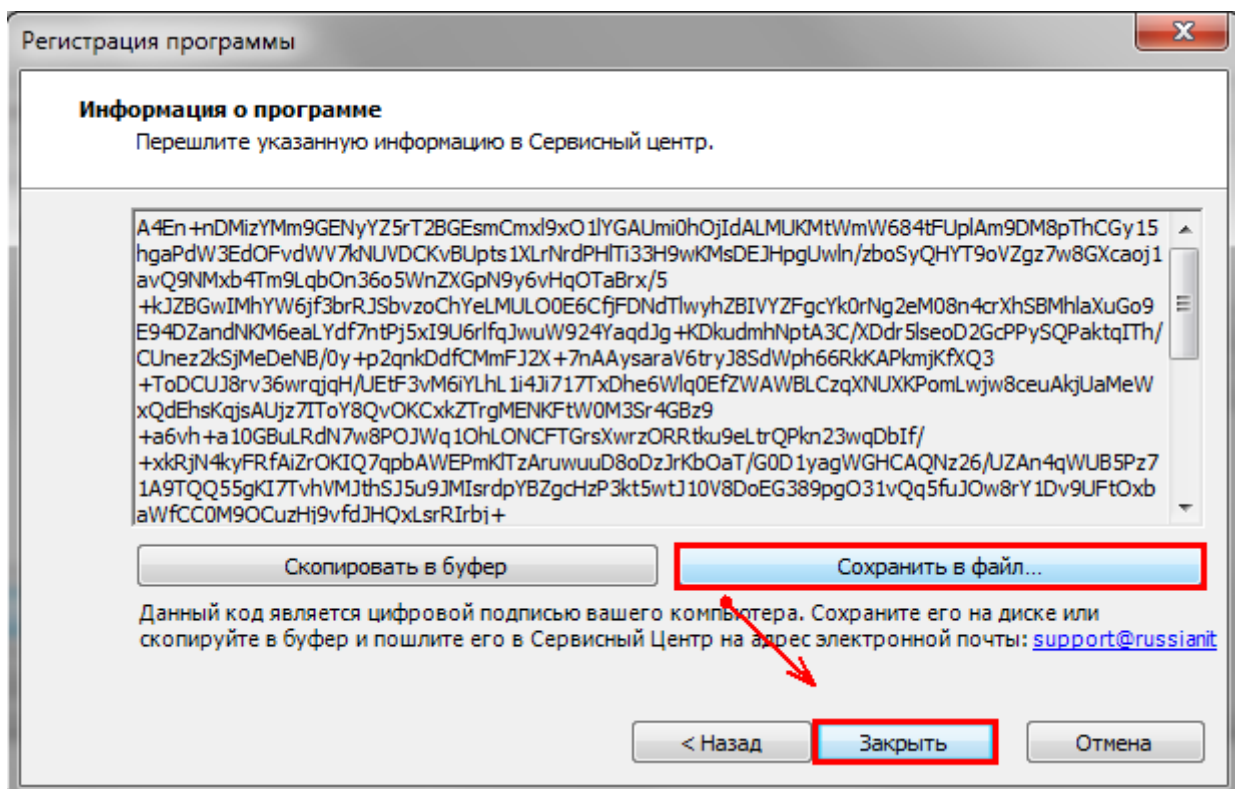 Регистрация программы
Информация о программе
Перешлите указанную информацию в Сервисный центр.
A4En+nDMizYMm9GENyYZ5rT2BGEsmCmxl9xO1lYGAUmi0hOjIdALMUKMtWmW684tFUplAm9DM8pThCGy15
hgaPdW3EdOFvdWV7kNUVDCKvBUpts1XLrNrdPHlTi33H9wKMsDEJHpgUwln/zboSyQHYT9oVZgz7w8GXcaoj1
avQ9NMxb4Tm9LqbOn36o5WnZXGpN9y6vHqOTaBrx/5
+kJZBGwIMhYW6jf3brRJSbvzoChYeLMULO0E6CfjFDNdTlwyhZBIVYZFgcYk0rNg2eM08n4crXhSBMhlaXuGo9
E94DZandNKM6eaLYdf7ntPj5xI9U6rlfqJwuW924YaqdJg+KDkudmhNptA3C/XDdr5lseoD2GcPPySQPaktqITh/
CUnez2kSjMeDeNB/0y+p2qnkDdfCMmFJ2X+7nAAysaraV6tryJ8SdWph66RkKAPkmjKfXQ3
+ToDCUJ8rv36wrqjqH/UEtF3vM6iYLhL1i4Ji717TxDhe6Wlq0EfZWAWBLCzqXNUXKPomLwjw8ceuAkjUaMeW
xQdEhsKqjsAUjz7IToY8QvOKCxkZTrgMENKFtW0M3Sr4GBz9
+a6vh+a10GBuLRdN7w8POJWq1OhLONCFTGrsXwrzORRtku9eLtrQPkn23wqDbIf/
+xkRjN4kyFRfAiZrOKIQ7qpbAWEPmKlTzAruwuuD8oDzJrKbOaT/G0D1yagWGHCAQNz26/UZAn4qWUB5Pz7
1A9TQQ55gKI7TvhVMJthSJ5u9JMIsrdpYBZgcHzP3kt5wtJ10V8DoEG389pgO31vQq5fuJOw8rY1Dv9UFtOxb
aWfCC0M9OCuzHj9vfdJHQxLsrRIrbj+
Скопировать в буфер
Сохранить в файл...
Данный код является цифровой подписью вашего компьютера. Сохраните его на диске или
скопируйте в буфер и пошлите его в Сервисный Центр на адрес электронной почты: support@russianit
< Назад
Закрыть
Отмена